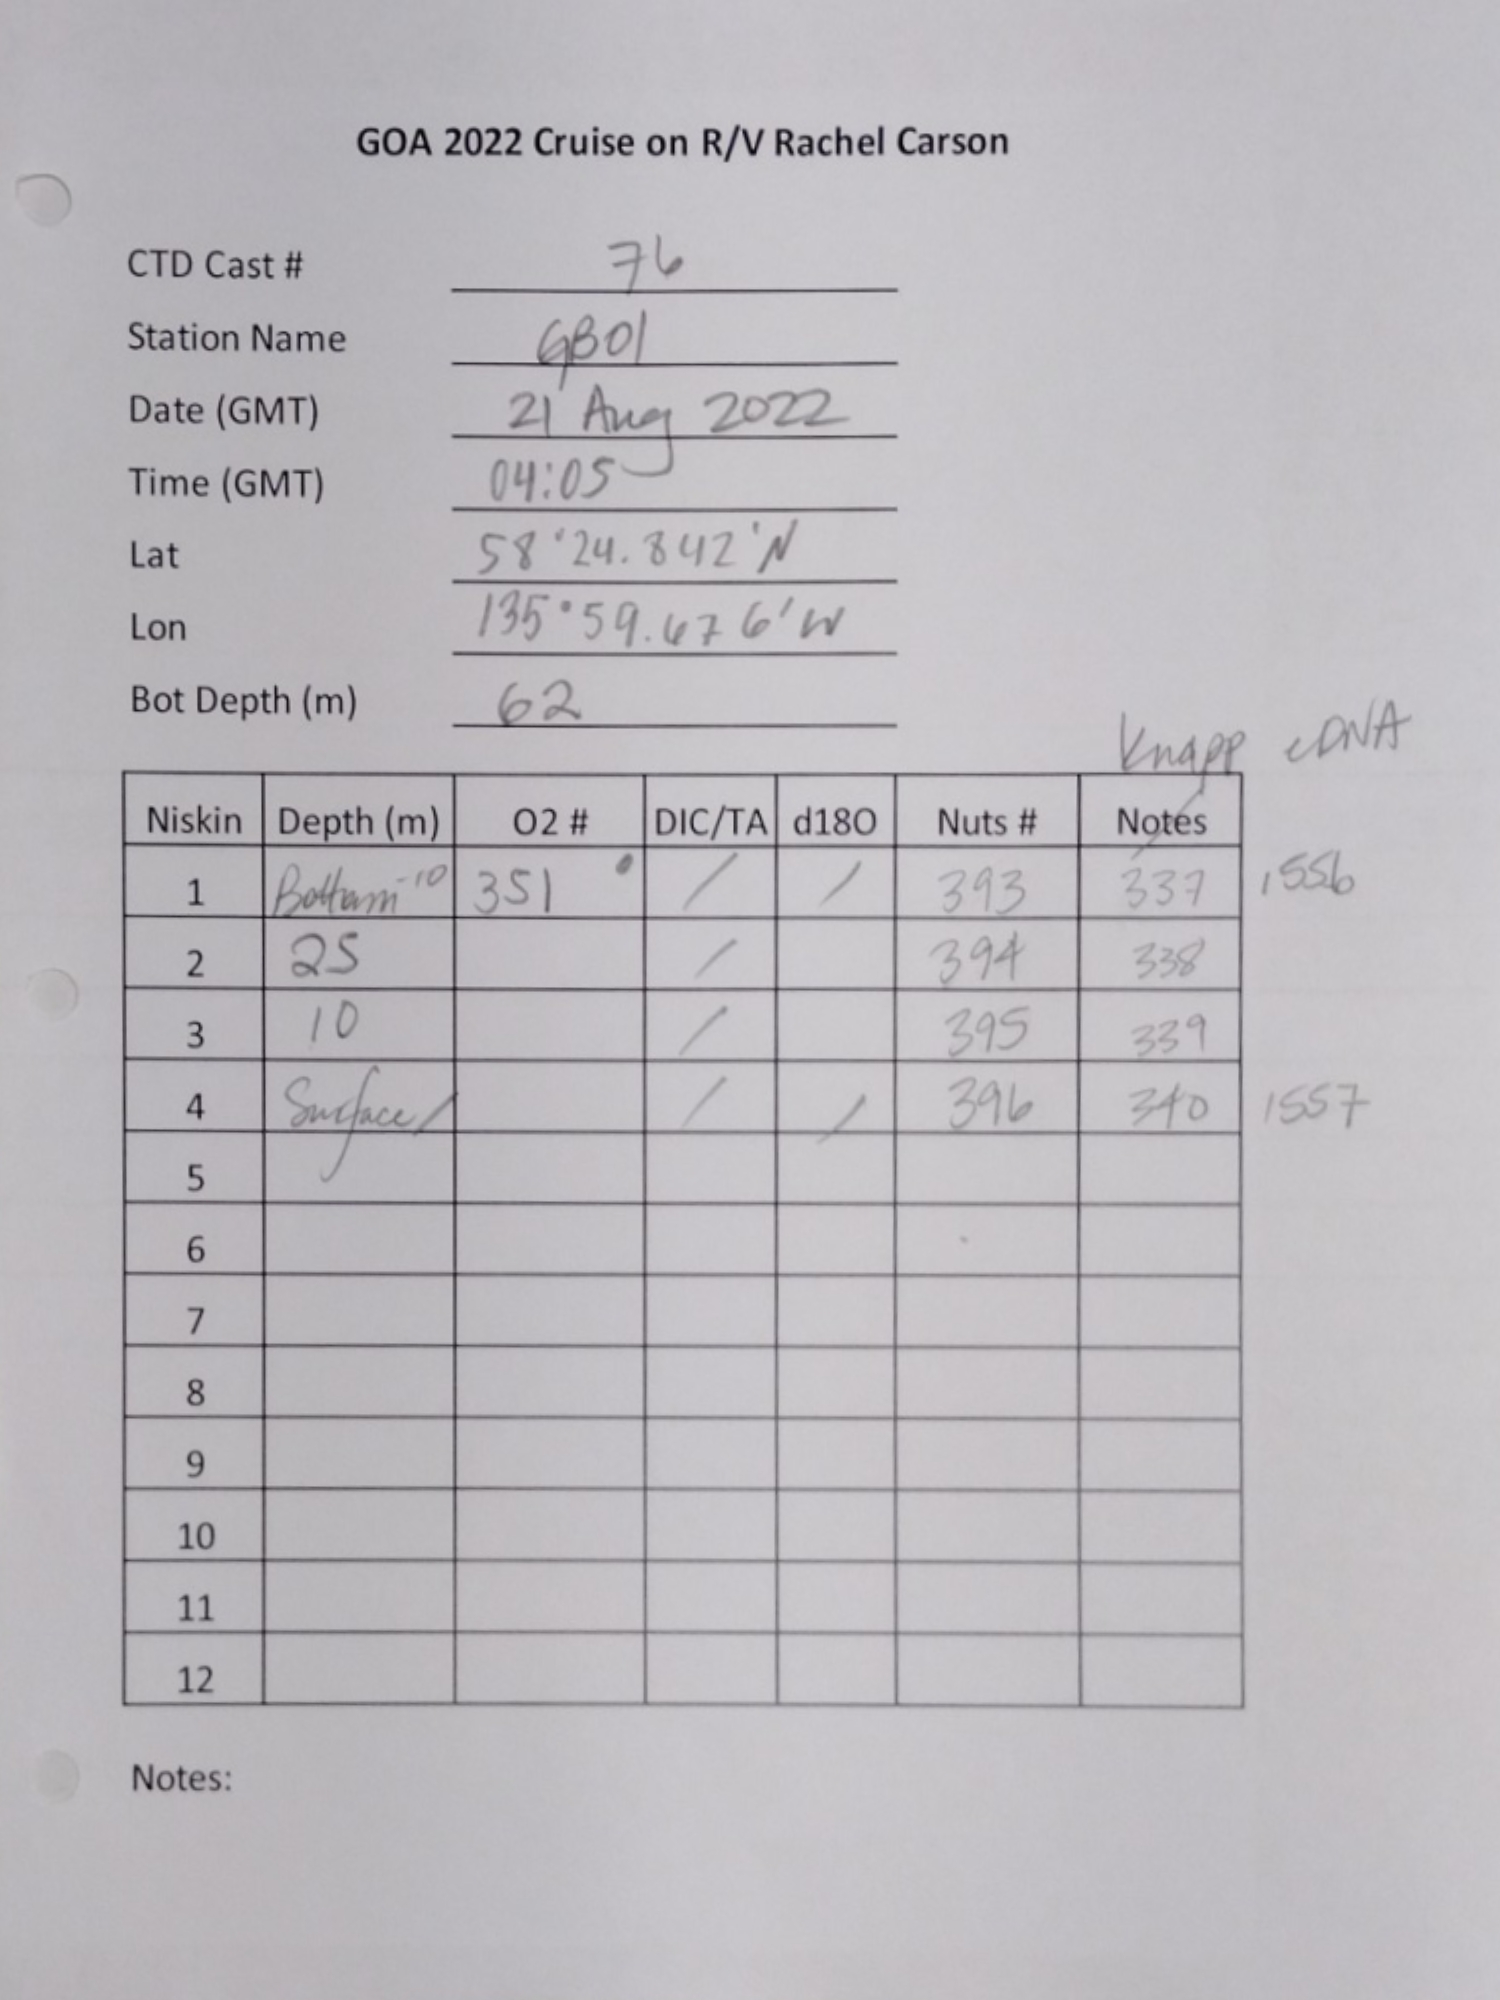 GOA 2022 Cruise on R/V Rachel Carson
CTD Cast # 76
Station Name GB01
Date (GMT) 21 Aug 2022
Time (GMT) 04:05
Lat 58°24.842'N
Lon 135°59.676'W
Bot Depth (m) 62
Knapp eDNA
Niskin Depth (m) O2 # DIC/TA d18O Nuts # Notes
1 Bottom-10 351 / / 393 337 1556
2 25 / 394 338
3 10 / 395 339
4 Surface / / / 396 340 1557
5
6
7
8
9
10
11
12
Notes: